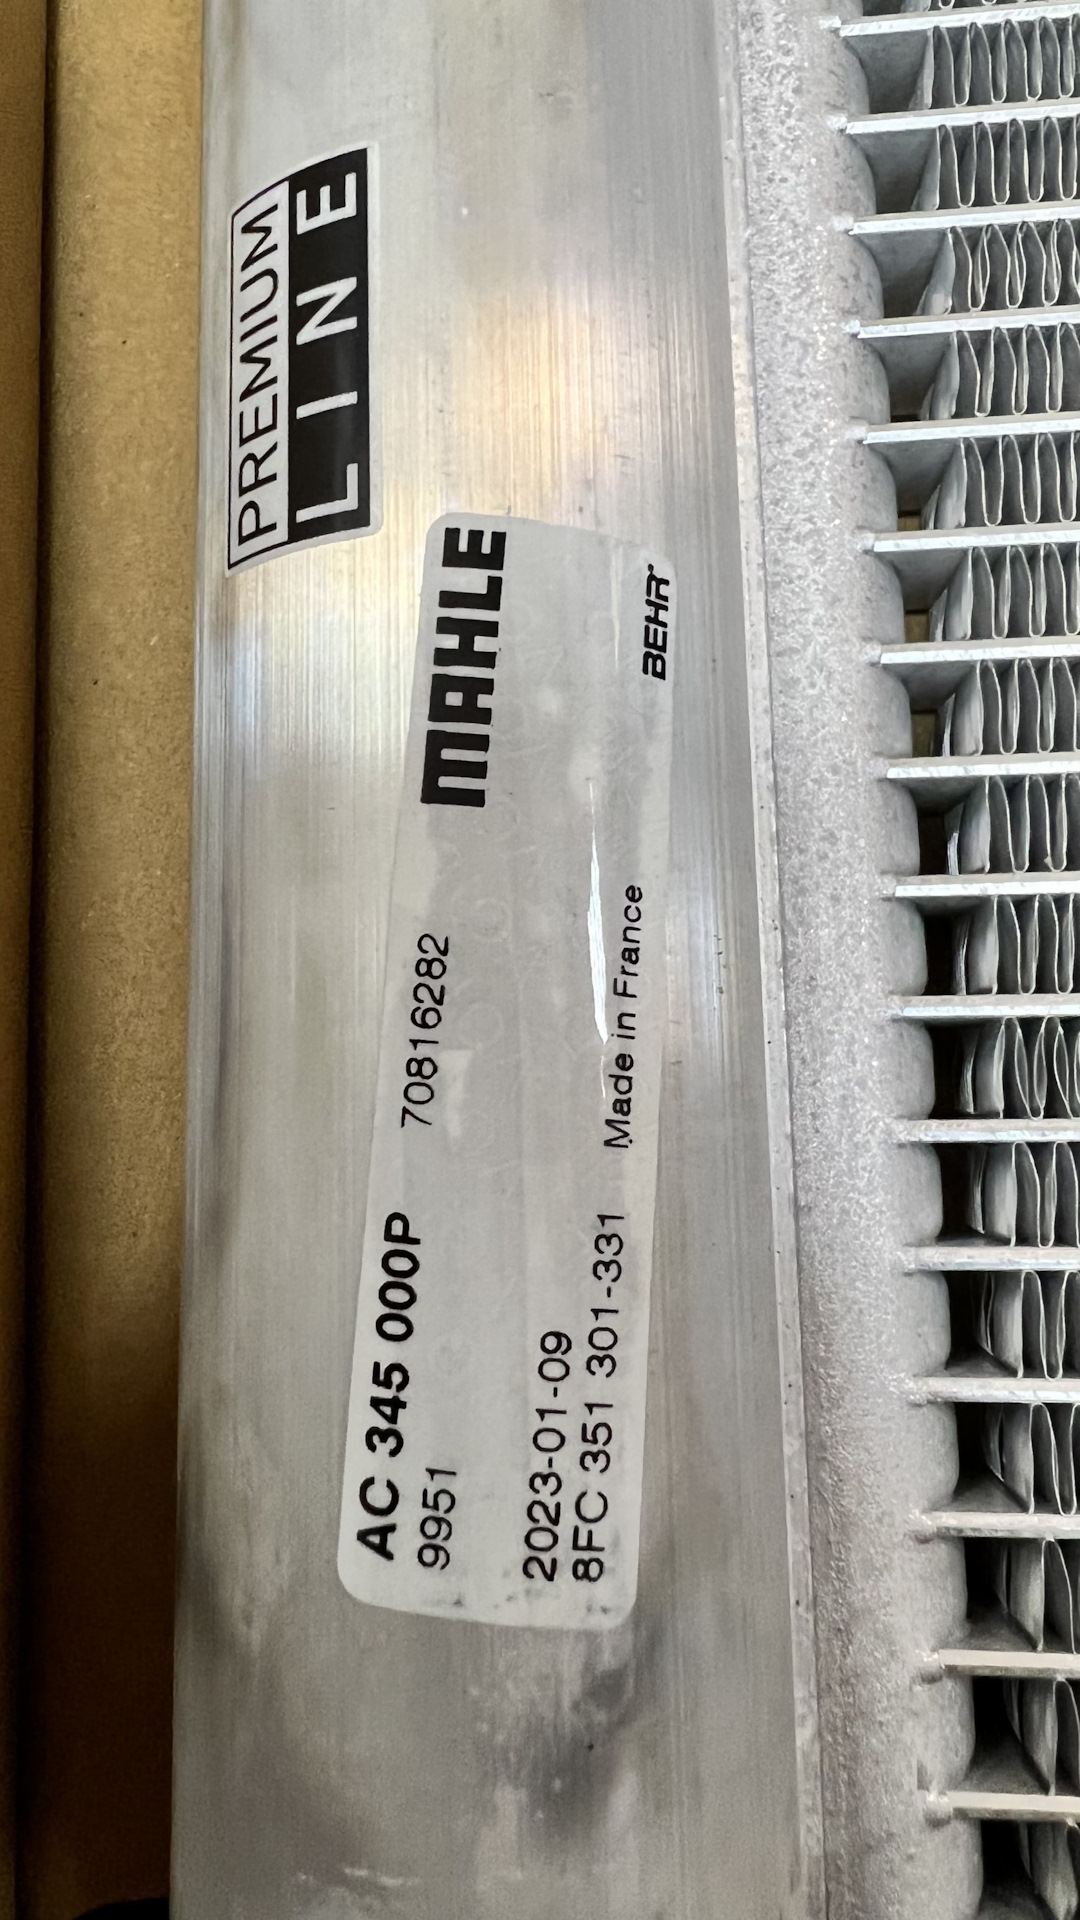 PREMIUM
LINE
MAHLE
AC 345 000P 70816282
9951
2023-01-09
8FC 351 301-331 Made in France
BEHR